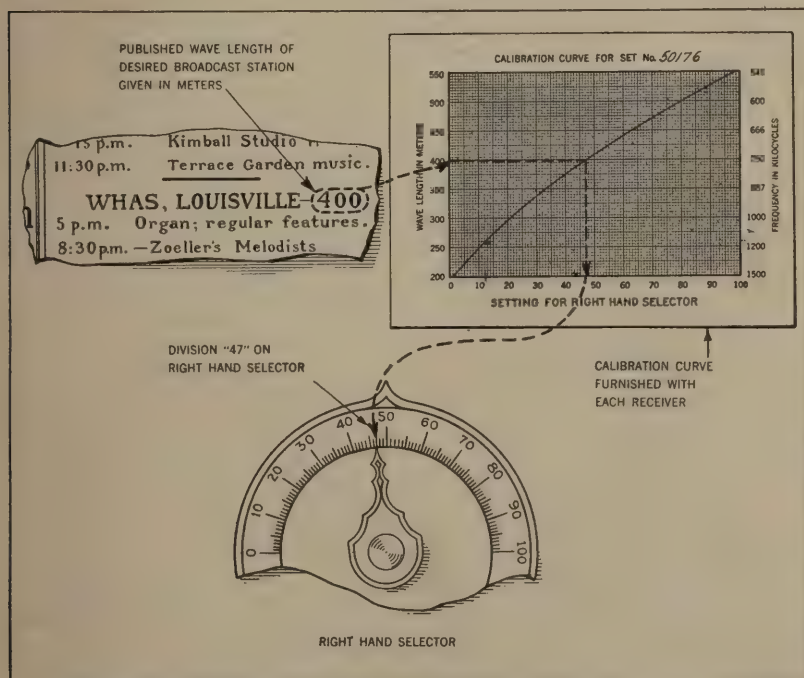 PUBLISHED WAVE LENGTH OF
DESIRED BROADCAST STATION
GIVEN IN METERS
p.m. Kimball Studio
11:30p.m. Terrace Garden music.
WHAS, LOUISVILLE-(400)
5 p.m. Organ; regular features.
8:30p.m. —Zoeller's Melodists
CALIBRATION CURVE FOR SET No. 50176
WAVE LENGTH IN METERS
550
500
450
400
350
300
250
200
0 10 20 30 40 50 60 70 80 90 100
SETTING FOR RIGHT HAND SELECTOR
600
666
750
857
1000
1200
1500
FREQUENCY IN KILOCYCLES
DIVISION "47" ON
RIGHT HAND SELECTOR
CALIBRATION CURVE
FURNISHED WITH
EACH RECEIVER
0 10 20 30 40 50 60 70 80 90 100
RIGHT HAND SELECTOR